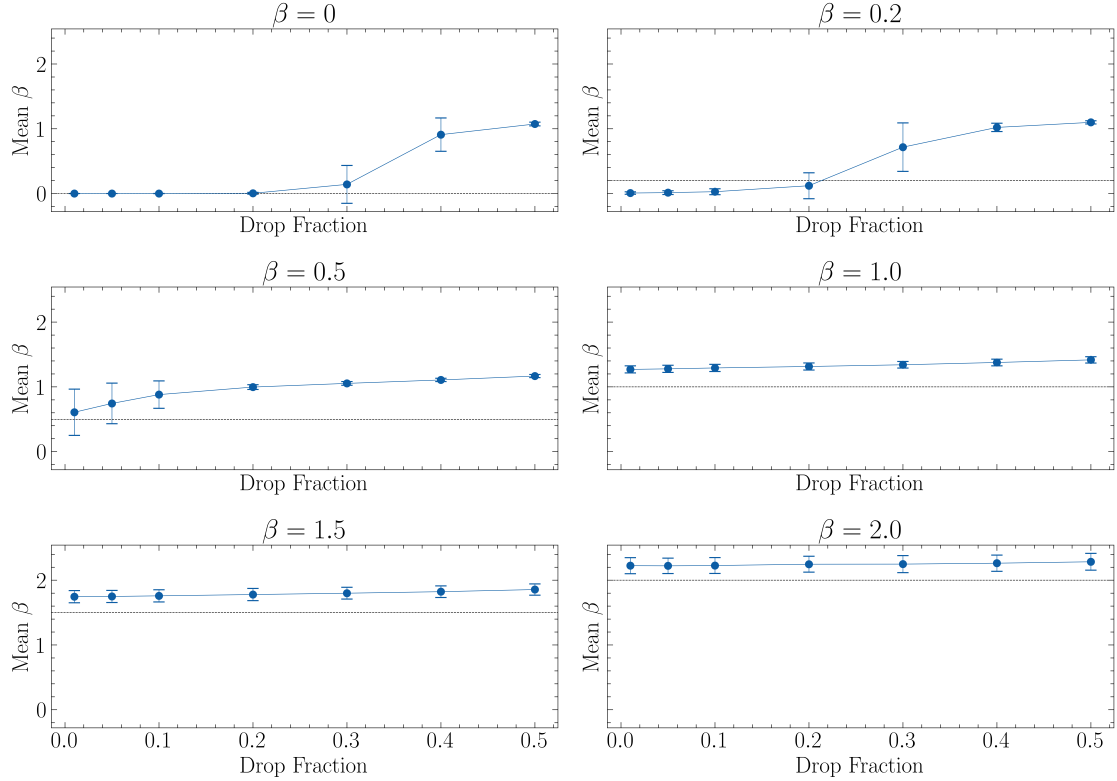 β = 0
β = 0.2
2
1
0
Mean β
Mean β
Drop Fraction
Drop Fraction
β = 0.5
β = 1.0
2
1
0
Mean β
Mean β
Drop Fraction
Drop Fraction
β = 1.5
β = 2.0
2
1
0
Mean β
Mean β
0.0 0.1 0.2 0.3 0.4 0.5
0.0 0.1 0.2 0.3 0.4 0.5
Drop Fraction
Drop Fraction